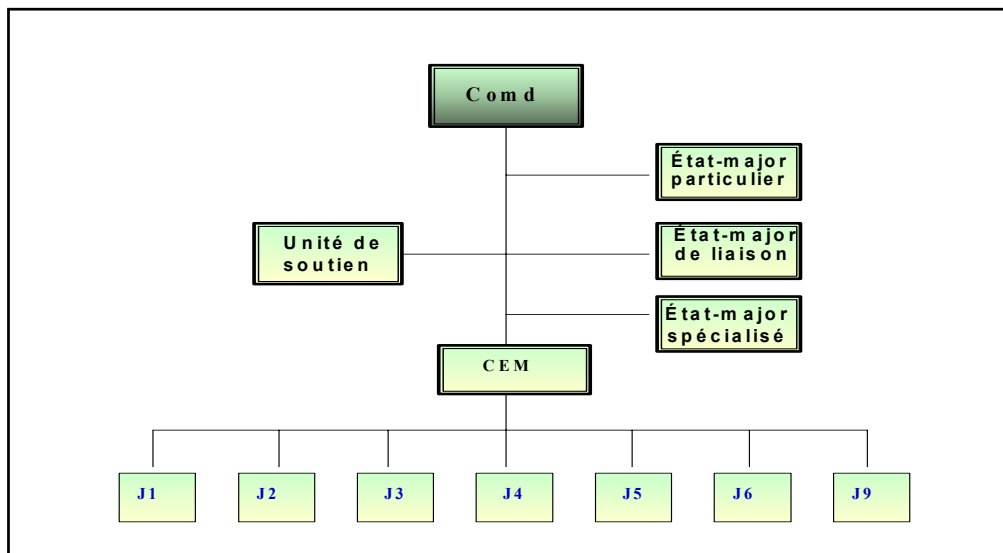 Comd
État-major
particulier
Unité de
soutien
État-major
de liaison
État-major
spécialisé
CEM
J1
J2
J3
J4
J5
J6
J9